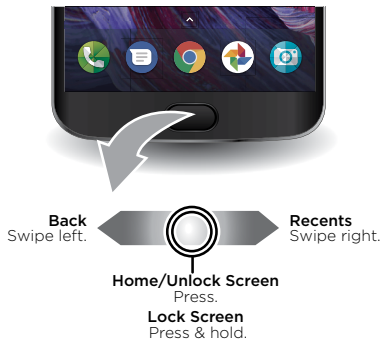 Back
Swipe left.
Recents
Swipe right.
Home/Unlock Screen
Press.
Lock Screen
Press & hold.